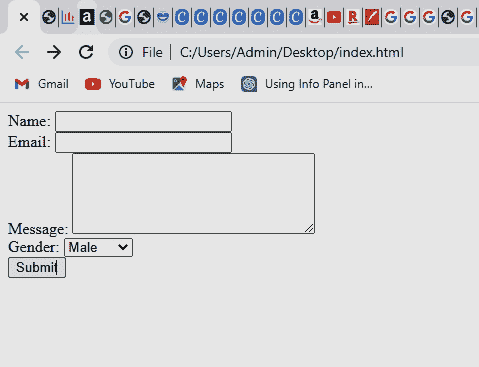 File C:/Users/Admin/Desktop/index.html
Gmail YouTube Maps Using Info Panel in...
Name:
Email:
Message:
Gender: Male
Submit